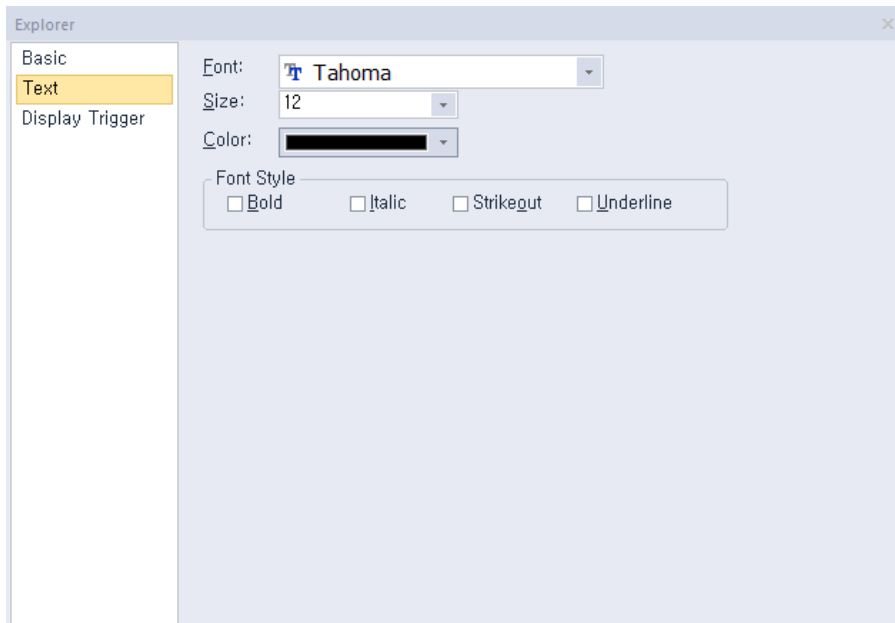 Explorer
Basic
Text
Display Trigger
Font:
Tahoma
Size:
12
Color:
Font Style
Bold Italic Strikeout Underline